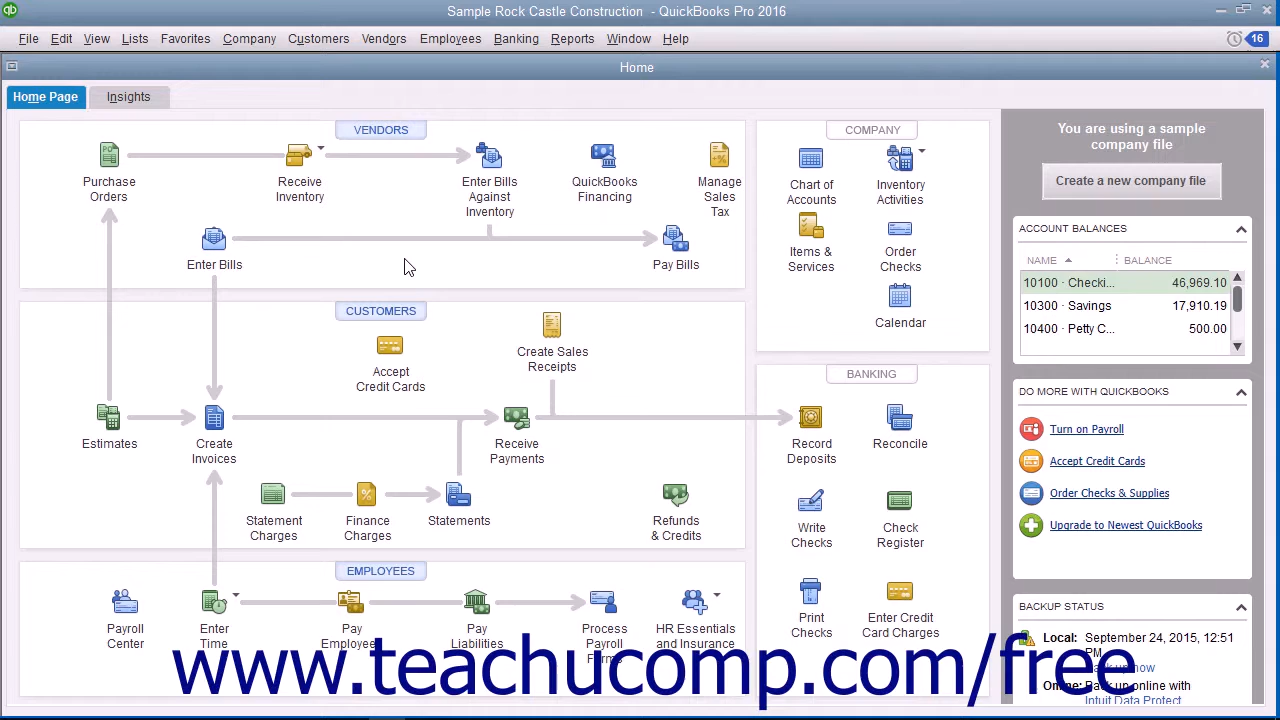 Sample Rock Castle Construction - QuickBooks Pro 2016
File Edit View Lists Favorites Company Customers Vendors Employees Banking Reports Window Help
16
Home
Home Page
Insights
VENDORS
Purchase
Orders
Receive
Inventory
Enter Bills
Against
Inventory
QuickBooks
Financing
Manage
Sales
Tax
Enter Bills
Pay Bills
CUSTOMERS
Accept
Credit Cards
Create Sales
Receipts
Estimates
Create
Invoices
Receive
Payments
Statement
Charges
Finance
Charges
Statements
Refunds
& Credits
EMPLOYEES
Payroll
Center
Enter
Time
Pay
Employees
Pay
Liabilities
Process
Payroll
Forms
HR Essentials
and Insurance
COMPANY
Chart of
Accounts
Inventory
Activities
Items &
Services
Order
Checks
Calendar
BANKING
Record
Deposits
Reconcile
Write
Checks
Check
Register
Print
Checks
Enter Credit
Card Charges
You are using a sample
company file
Create a new company file
ACCOUNT BALANCES
NAME BALANCE
10100 · Checki... 46,969.10
10300 · Savings 17,910.19
10400 · Petty C... 500.00
DO MORE WITH QUICKBOOKS
Turn on Payroll
Accept Credit Cards
Order Checks & Supplies
Upgrade to Newest QuickBooks
BACKUP STATUS
Local: September 24, 2015, 12:51
PM
Back up now
Online: Back up online with
Intuit Data Protect
www.teachucomp.com/free